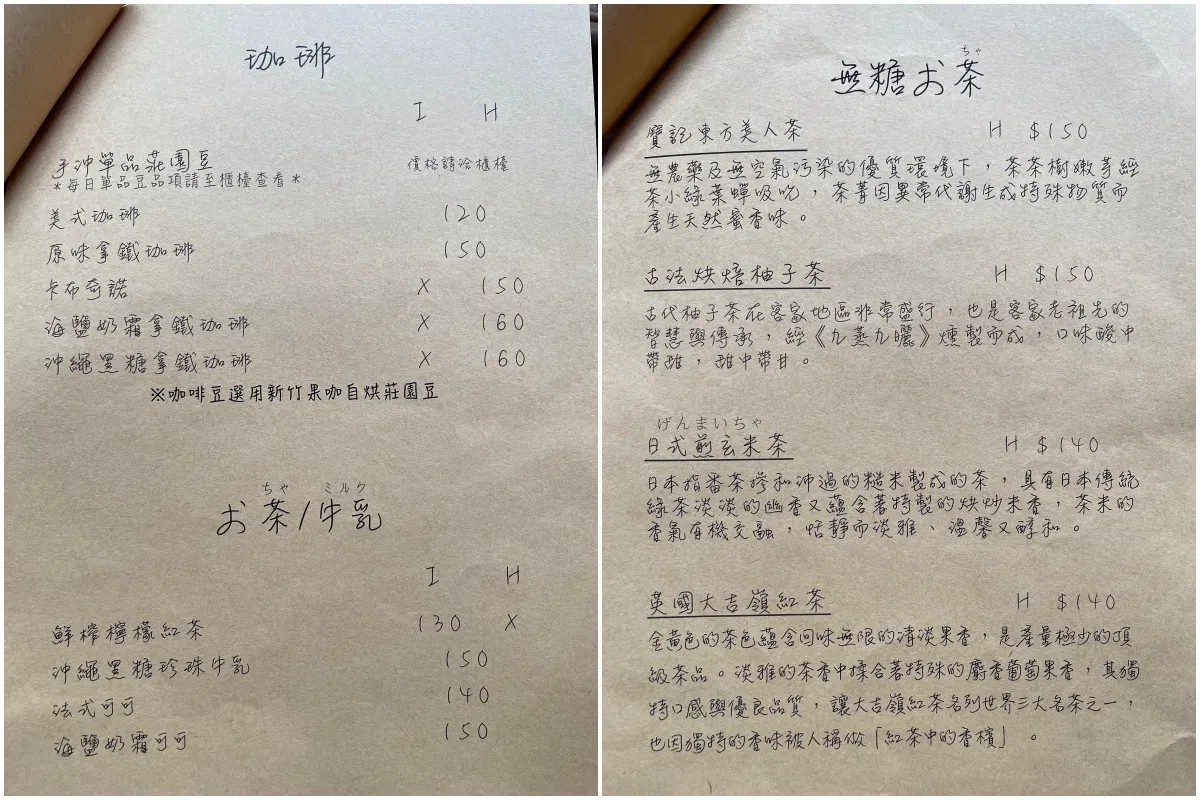 珈琲
I H
手沖單品莊園豆 價格請洽櫃檯
*每日單品豆品項請至櫃檯查看*
美式珈琲 120
原味拿鐵珈琲 150
卡布奇諾 X 150
海鹽奶霜拿鐵珈琲 X 160
沖繩黑糖拿鐵珈琲 X 160
※咖啡豆選用新竹果咖自烘莊園豆
ちゃ ミルク
お茶/牛乳
I H
鮮榨檸檬紅茶 130 X
沖繩黑糖珍珠牛乳 150
法式可可 140
海鹽奶霜可可 150
ちゃ
無糖お茶
寶記東方美人茶 H $150
無農藥及無空氣污染的優質環境下，茶茶樹嫩芽經
茶小綠葉蟬吸吮，茶菁因異常代謝生成特殊物質而
產生天然蜜香味。
古法烘焙柚子茶 H $150
古代柚子茶在客家地區非常盛行，也是客家老祖先的
智慧與傳承，經《九蒸九曬》燻製而成，口味酸中
帶甜，甜中帶甘。
げんまいちゃ
日式煎玄米茶 H $140
日本指番茶摻和沖過的糙米製成的茶，具有日本傳統
綠茶淡淡的幽香又蘊含著特製的烘炒米香，茶米的
香氣有機交融，恬靜而淡雅、溫馨又醇和。
英國大吉嶺紅茶 H $140
金黃色的茶色蘊含回味無限的清淡果香，是產量極少的頂
級茶品。淡雅的茶香中揉合著特殊的麝香葡萄果香，其獨
特口感與優良品質，讓大吉嶺紅茶名列世界三大名茶之一，
也因獨特的香味被人稱做「紅茶中的香檳」。